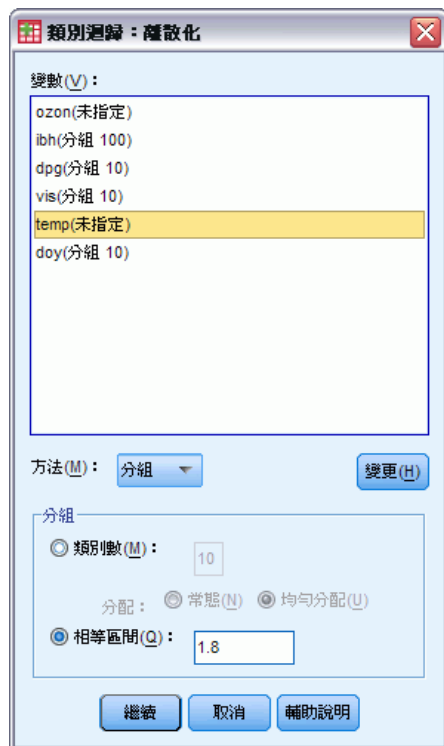 類別迴歸：離散化
變數(V)：
ozon(未指定)
ibh(分組 100)
dpg(分組 10)
vis(分組 10)
temp(未指定)
doy(分組 10)
方法(M)： 分組 變更(H)
分組
類別數(M)： 10
分配： 常態(N) 均勻分配(U)
相等區間(Q)： 1.8
繼續 取消 輔助說明